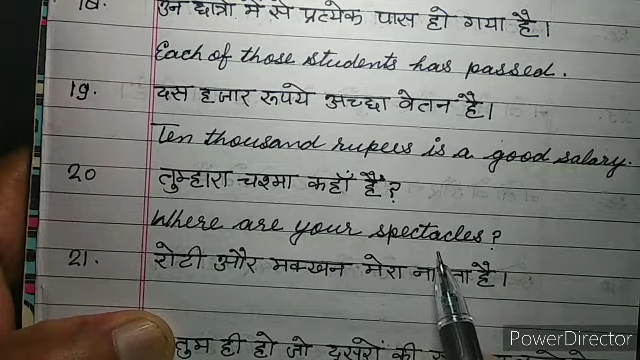 18. उन छात्रों में से प्रत्येक पास हो गया है।
Each of those students has passed.
19. दस हजार रूपये अच्छा वेतन है।
Ten thousand rupees is a good salary.
20 तुम्हारा चश्मा कहाँ है?
Where are your spectacles?
21. रोटी और मक्खन मेरा है।
तुम ही हो जो दूसरों की
PowerDirector